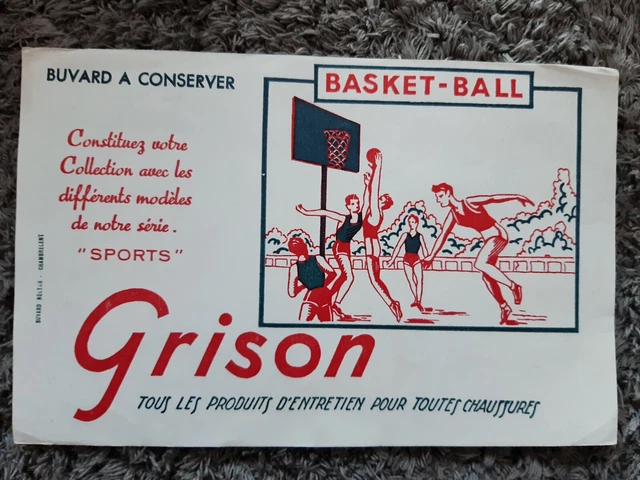 BUVARD A CONSERVER
BASKET-BALL
Constituez votre
Collection avec les
différents modèles
de notre série.
"SPORTS"
Grison
TOUS LES PRODUITS D'ENTRETIEN POUR TOUTES CHAUSSURES